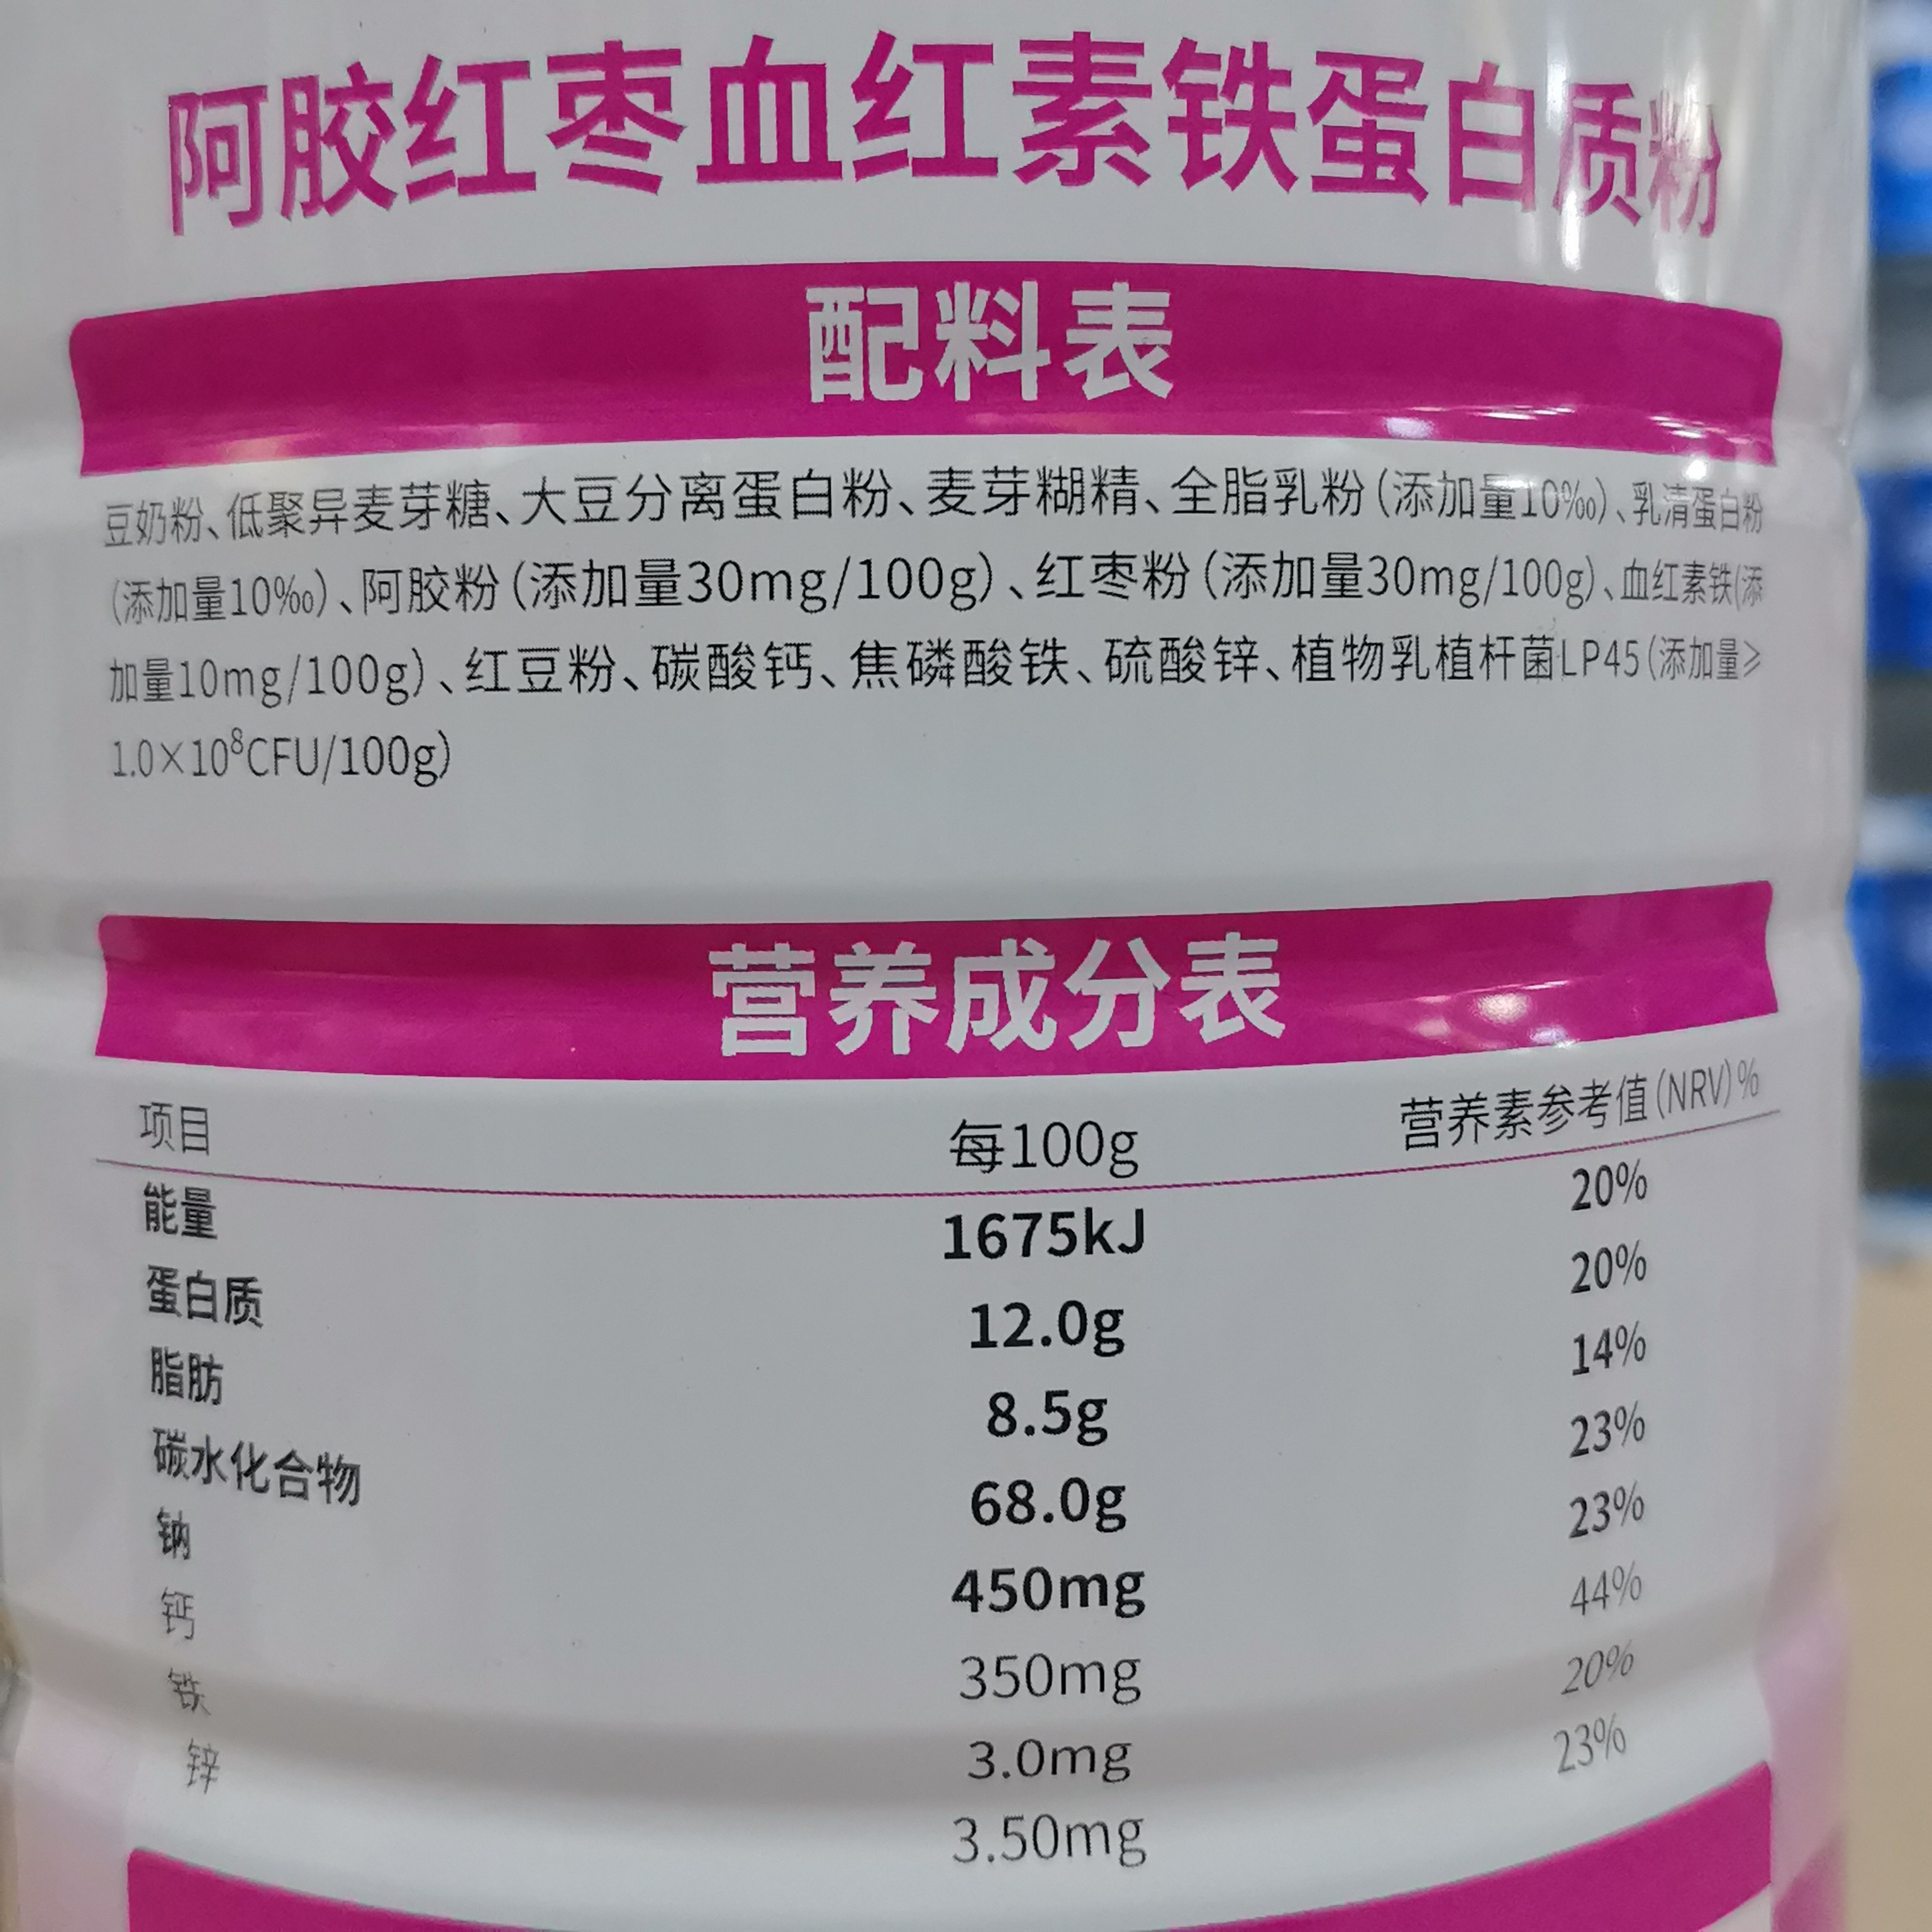 阿胶红枣血红素铁蛋白质粉
配料表
豆奶粉、低聚异麦芽糖、大豆分离蛋白粉、麦芽糊精、全脂乳粉(添加量10‰)、乳清蛋白粉
(添加量10‰)、阿胶粉(添加量30mg/100g)、红枣粉(添加量30mg/100g)、血红素铁(添
加量10mg/100g)、红豆粉、碳酸钙、焦磷酸铁、硫酸锌、植物乳植杆菌LP45(添加量≥
1.0×10⁸CFU/100g)
营养成分表
项目 每100g 营养素参考值(NRV)%
能量 1675kJ 20%
蛋白质 12.0g 20%
脂肪 8.5g 14%
碳水化合物 68.0g 23%
钠 450mg 23%
钙 350mg 44%
铁 3.0mg 20%
锌 3.50mg 23%